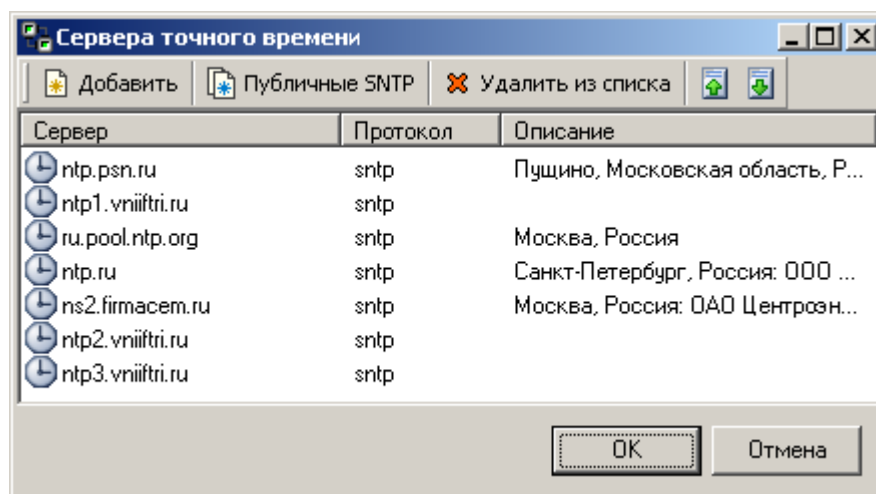 Сервера точного времени
Добавить Публичные SNTP Удалить из списка
Сервер Протокол Описание
ntp.psn.ru sntp Пущино, Московская область, Р...
ntp1.vniiftri.ru sntp
ru.pool.ntp.org sntp Москва, Россия
ntp.ru sntp Санкт-Петербург, Россия: ООО ...
ns2.firmacem.ru sntp Москва, Россия: ОАО Центроэн...
ntp2.vniiftri.ru sntp
ntp3.vniiftri.ru sntp
OK Отмена